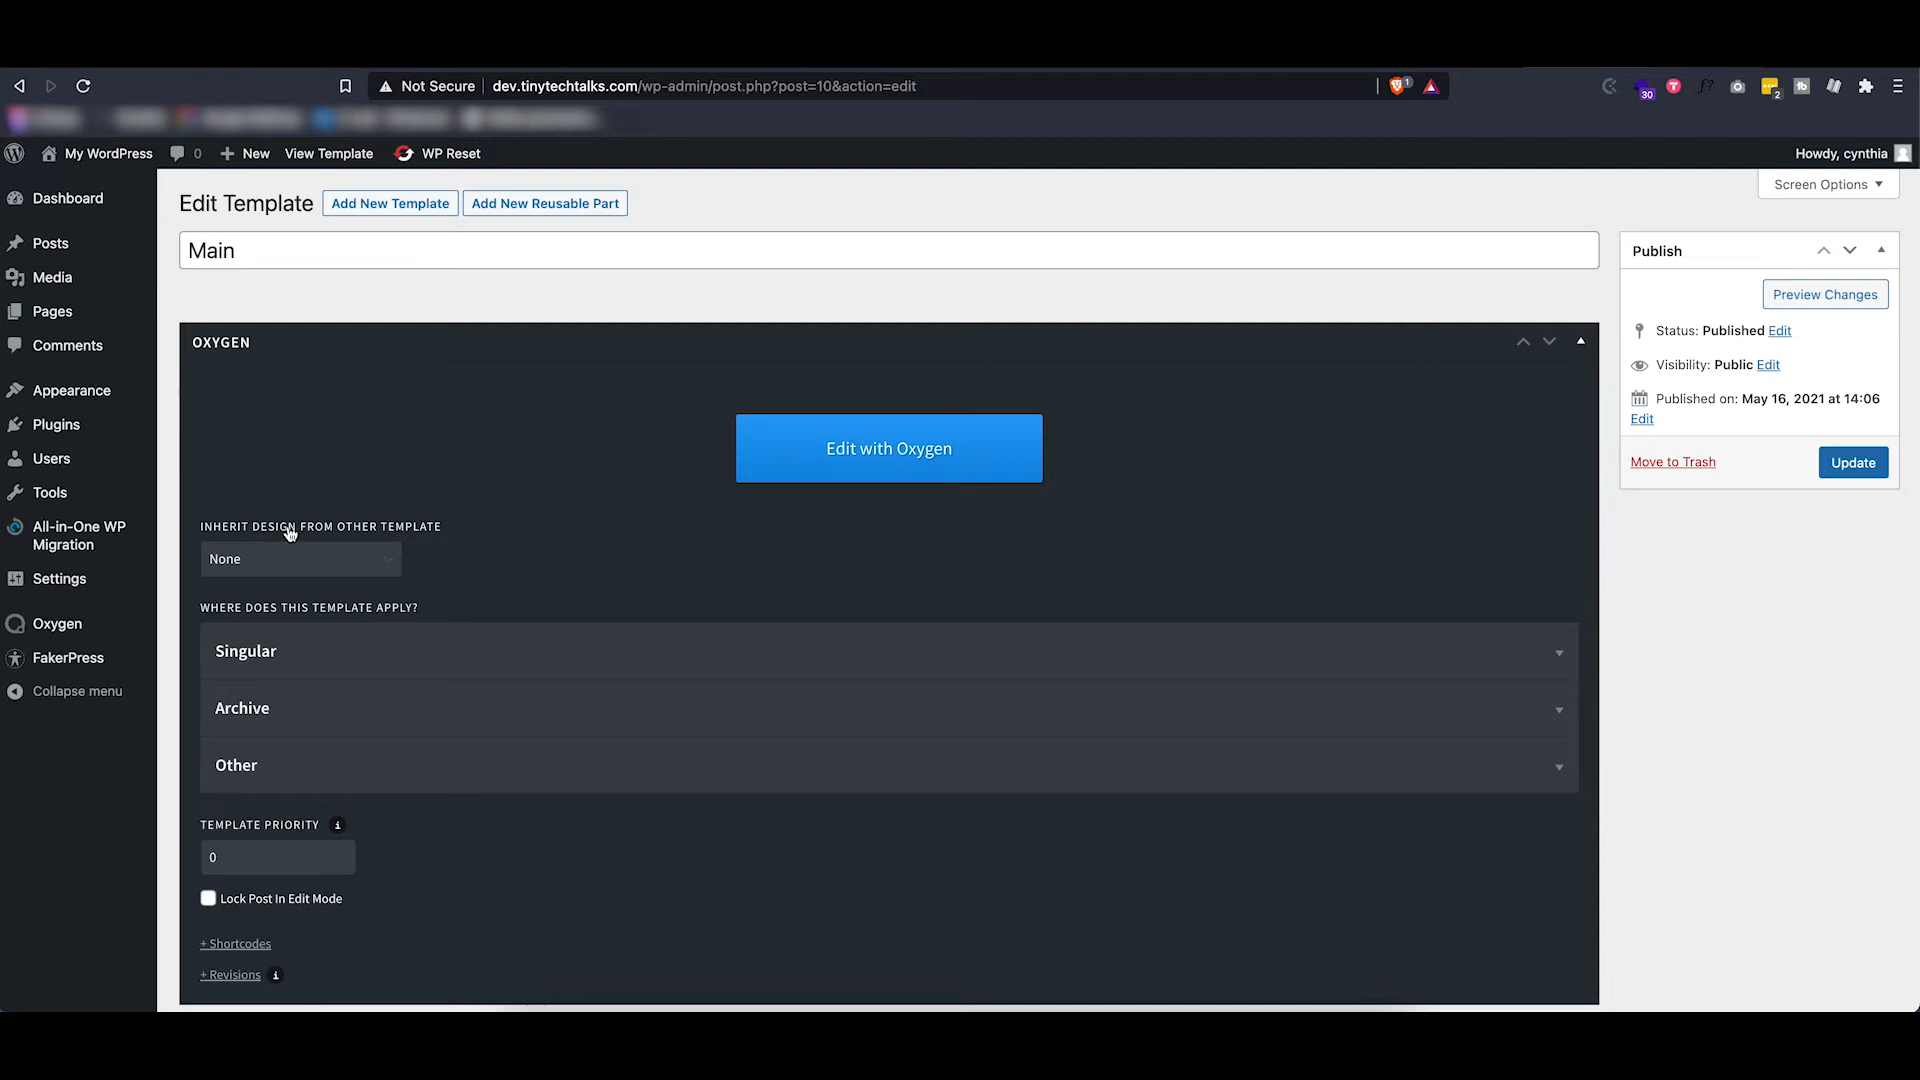 Not Secure dev.tinytechtalks.com/wp-admin/post.php?post=10&action=edit 1 30 T f? 2 tb
My WordPress 0 New View Template WP Reset Howdy, cynthia
Screen Options
Dashboard
Posts
Media
Pages
Comments
Appearance
Plugins
Users
Tools
All-in-One WP
Migration
Settings
Oxygen
FakerPress
Collapse menu
Edit Template Add New Template Add New Reusable Part
Main
OXYGEN
Edit with Oxygen
INHERIT DESIGN FROM OTHER TEMPLATE
None
WHERE DOES THIS TEMPLATE APPLY?
Singular
Archive
Other
TEMPLATE PRIORITY i
0
Lock Post In Edit Mode
+ Shortcodes
+ Revisions i
Publish
Preview Changes
Status: Published Edit
Visibility: Public Edit
Published on: May 16, 2021 at 14:06
Edit
Move to Trash Update